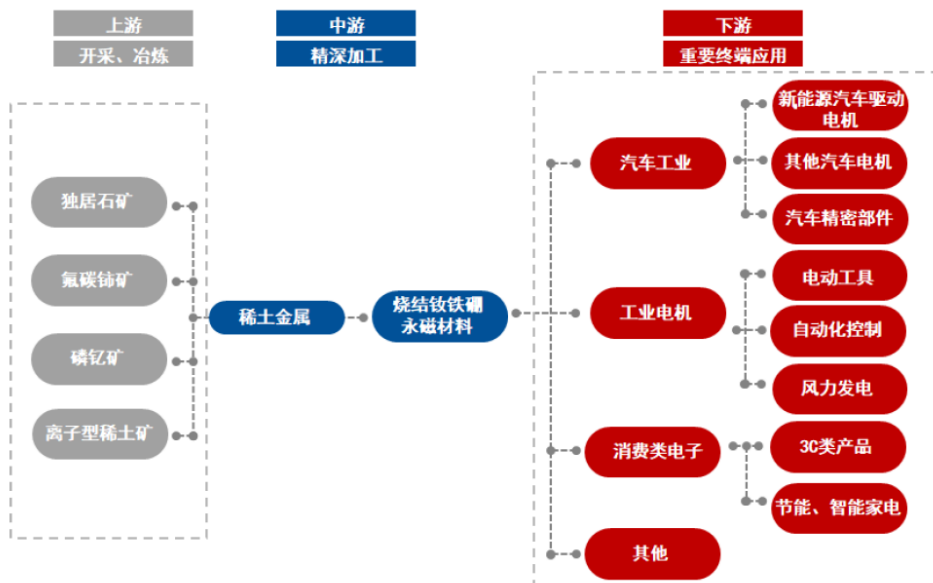 上游
开采、冶炼
中游
精深加工
下游
重要终端应用
独居石矿
氟碳铈矿
磷钇矿
离子型稀土矿
稀土金属
烧结钕铁硼
永磁材料
汽车工业
新能源汽车驱动
电机
其他汽车电机
汽车精密部件
工业电机
电动工具
自动化控制
风力发电
消费类电子
3C类产品
节能、智能家电
其他